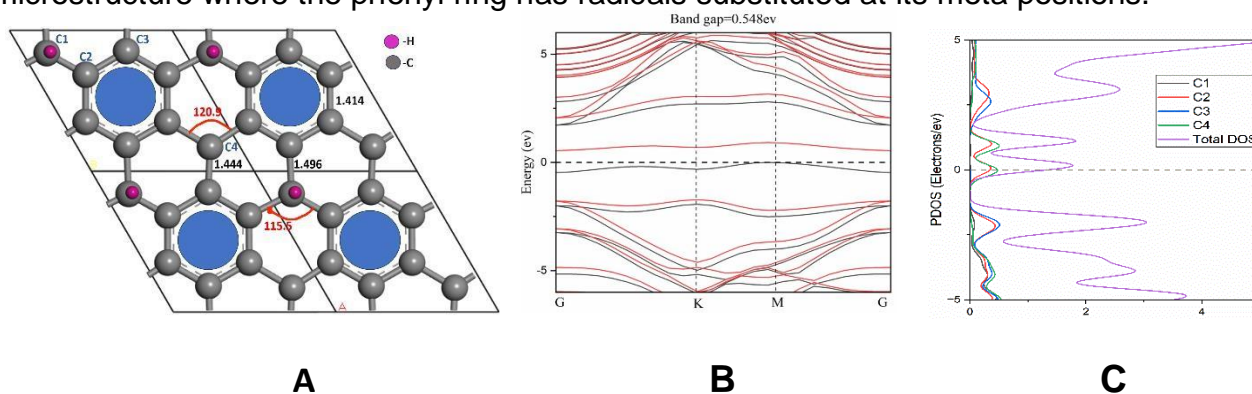 microstructure where the phenyl ring has radicals substituted at its meta positions.
C1
C3
C2
-H
-C
1.414
120.9
C4
1.444
1.496
115.5
A
Band gap=0.548ev
Energy (ev)
5
0
-5
G
K
M
G
PDOS (Electrons/ev)
5
0
-5
C1
C2
C3
C4
Total DOS
0
2
4
A
B
C